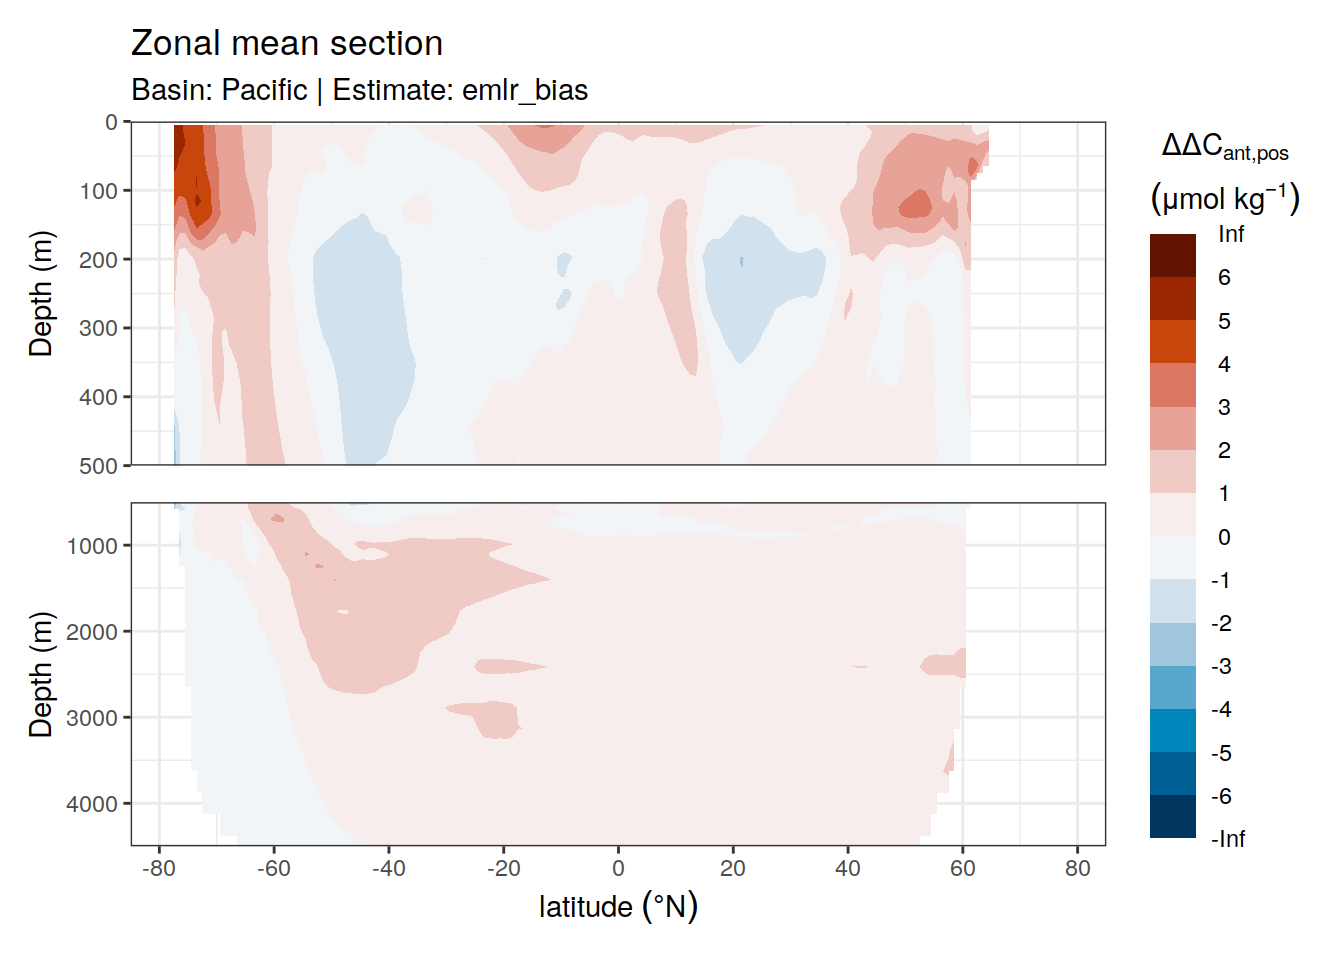 Zonal mean section
Basin: Pacific | Estimate: emlr_bias
0
100
200
300
400
500
Depth (m)
1000
2000
3000
4000
Depth (m)
-80 -60 -40 -20 0 20 40 60 80
latitude (°N)
ΔΔCant,pos
(μmol kg⁻¹)
Inf
6
5
4
3
2
1
0
-1
-2
-3
-4
-5
-6
-Inf